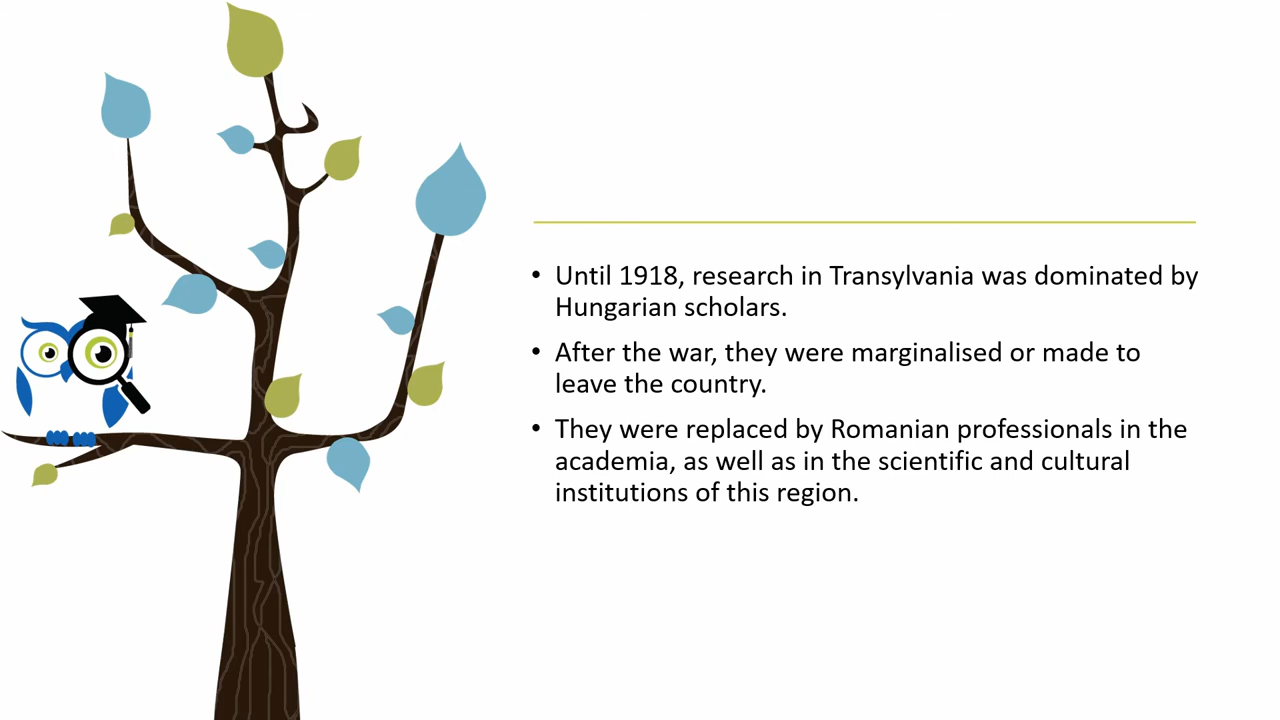 • Until 1918, research in Transylvania was dominated by
Hungarian scholars.
• After the war, they were marginalised or made to
leave the country.
• They were replaced by Romanian professionals in the
academia, as well as in the scientific and cultural
institutions of this region.